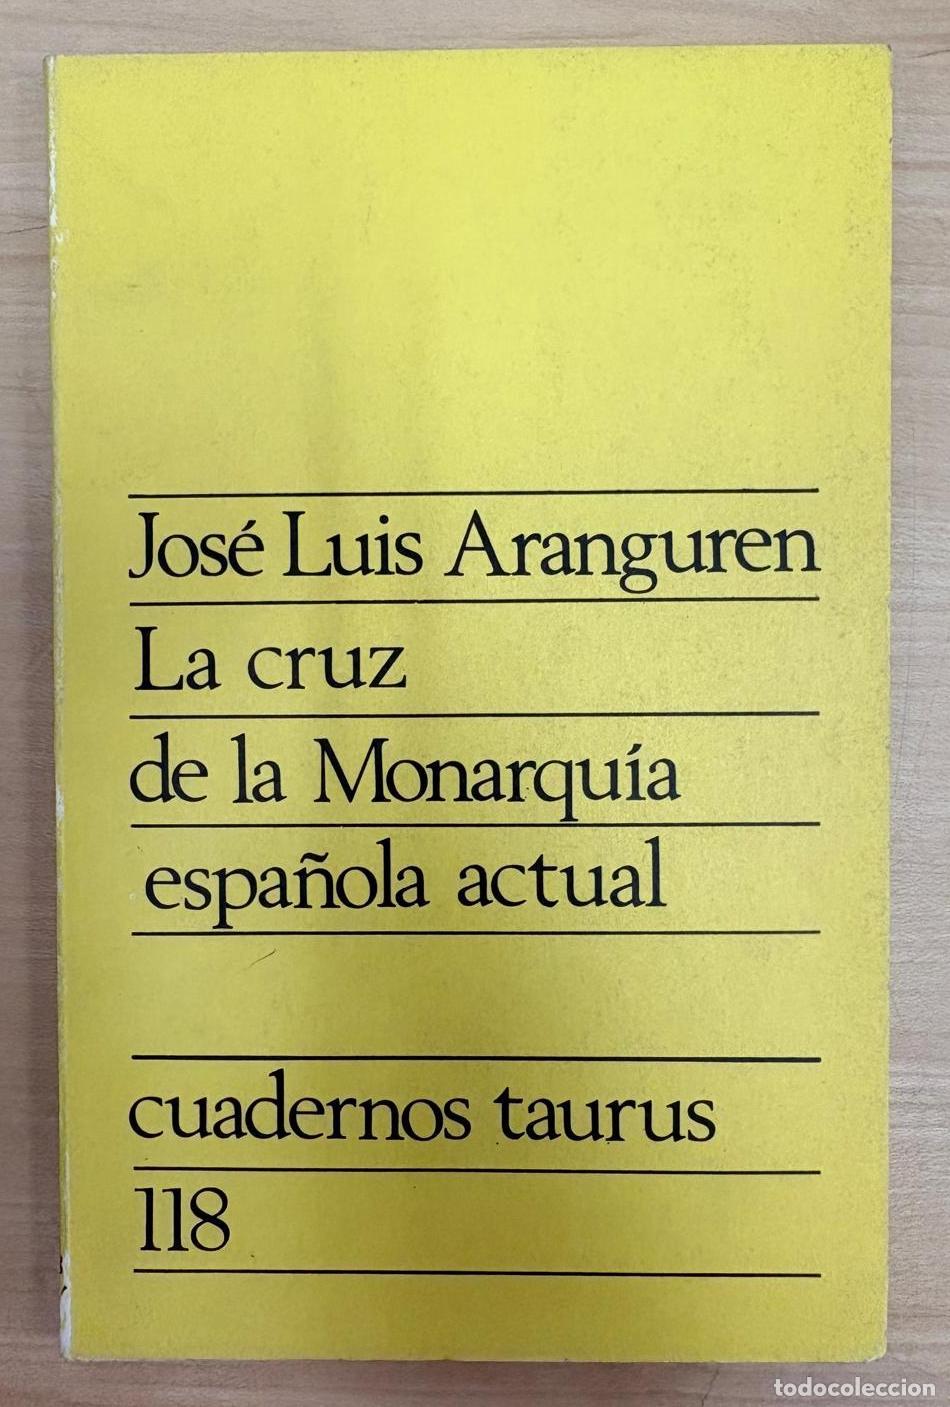 José Luis Aranguren
La cruz
de la Monarquía
española actual
cuadernos taurus
118
todocoleccion